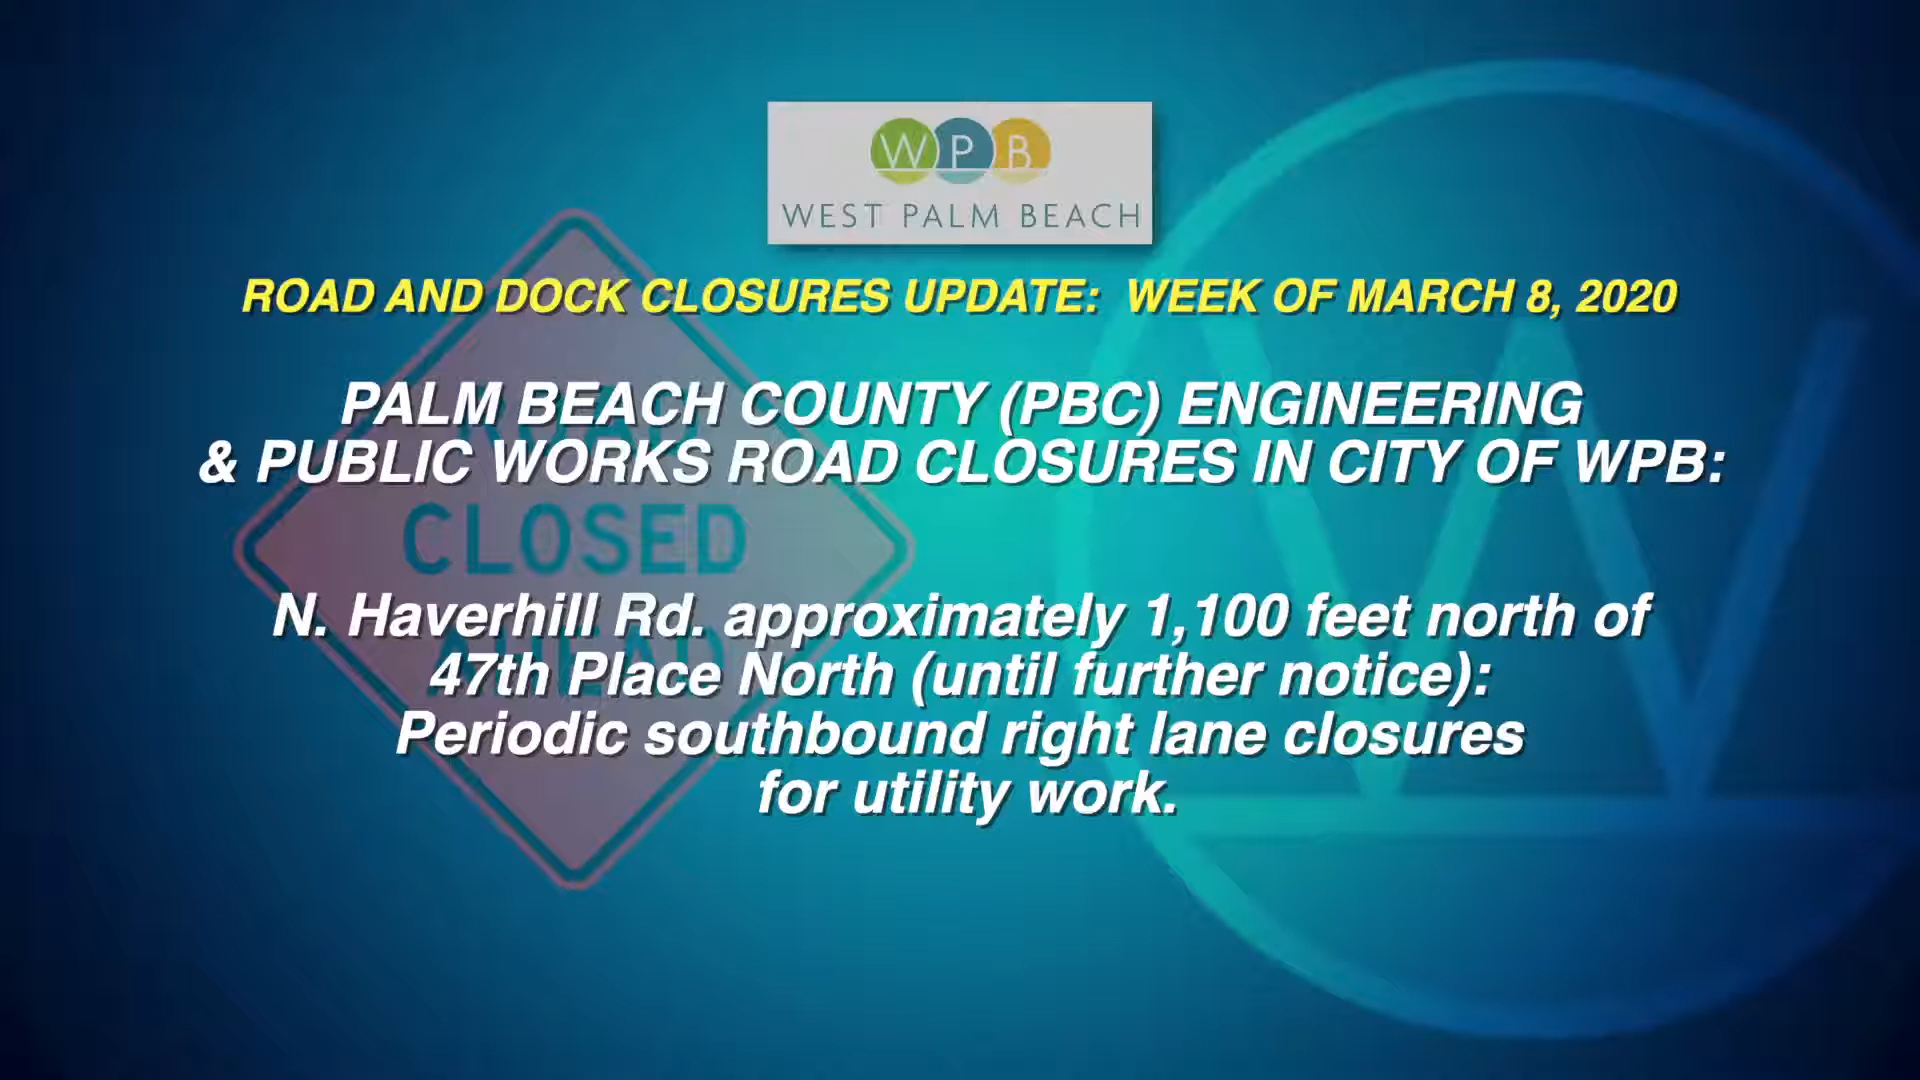 W P B
WEST PALM BEACH
ROAD AND DOCK CLOSURES UPDATE: WEEK OF MARCH 8, 2020
PALM BEACH COUNTY (PBC) ENGINEERING
& PUBLIC WORKS ROAD CLOSURES IN CITY OF WPB:
CLOSED
AHEAD
N. Haverhill Rd. approximately 1,100 feet north of
47th Place North (until further notice):
Periodic southbound right lane closures
for utility work.
W